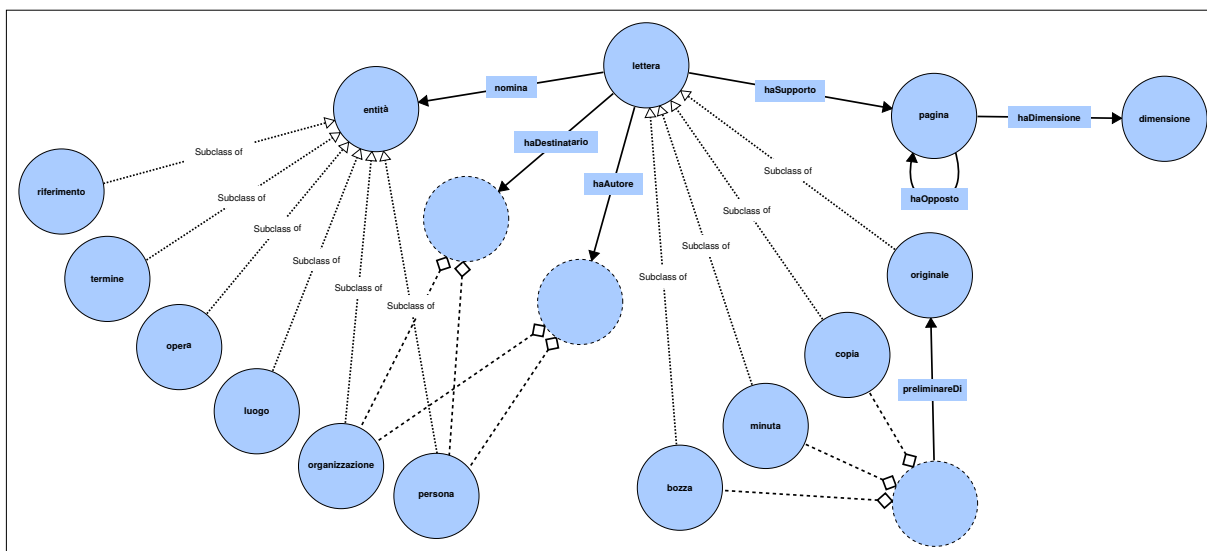 lettera
nomina
haSupporto
entità
pagina
haDimensione
dimensione
haDestinatario
Subclass of
haAutore
Subclass of
riferimento
haOpposto
Subclass of
Subclass of
Subclass of
Subclass of
Subclass of
Subclass of
termine
originale
Subclass of
Subclass of
Subclass of
opera
copia
preliminareDi
luogo
minuta
organizzazione
persona
bozza